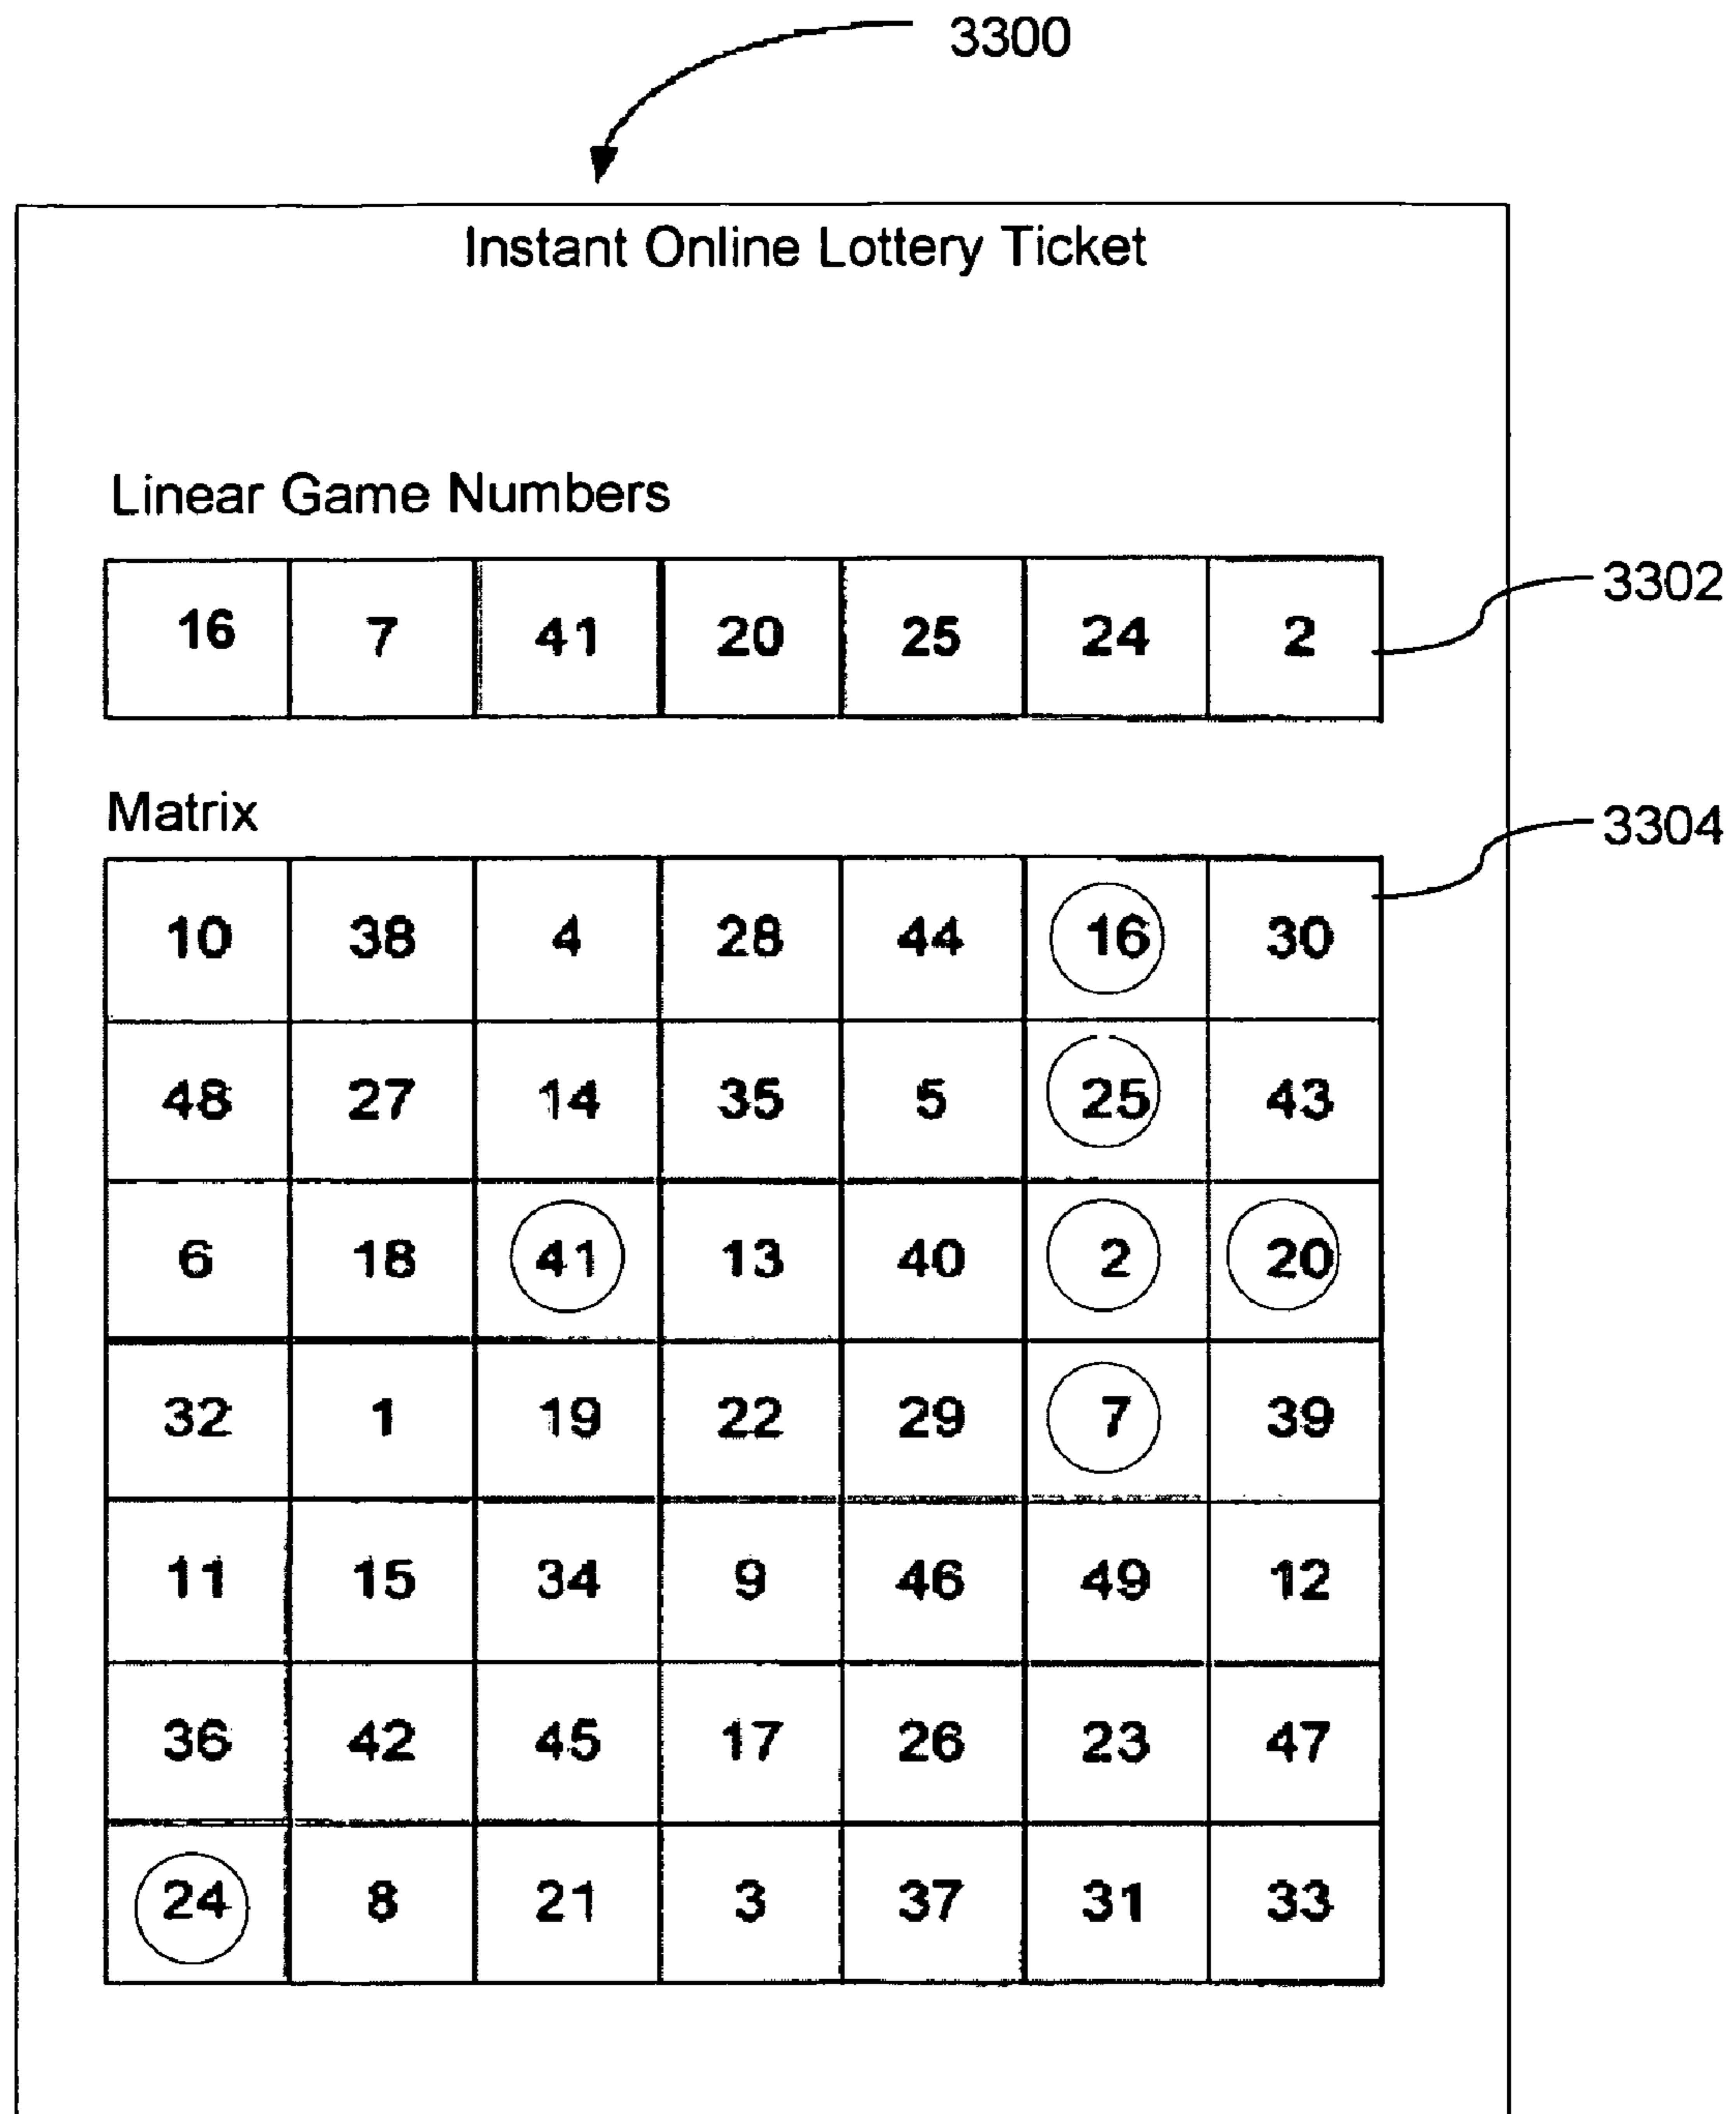 3300
Instant Online Lottery Ticket
Linear Game Numbers
16 7 41 20 25 24 2
3302
Matrix
3304
10 38 4 28 44 16 30
48 27 14 35 5 25 43
6 18 41 13 40 2 20
32 1 19 22 29 7 39
11 15 34 9 46 49 12
36 42 45 17 26 23 47
24 8 21 3 37 31 33